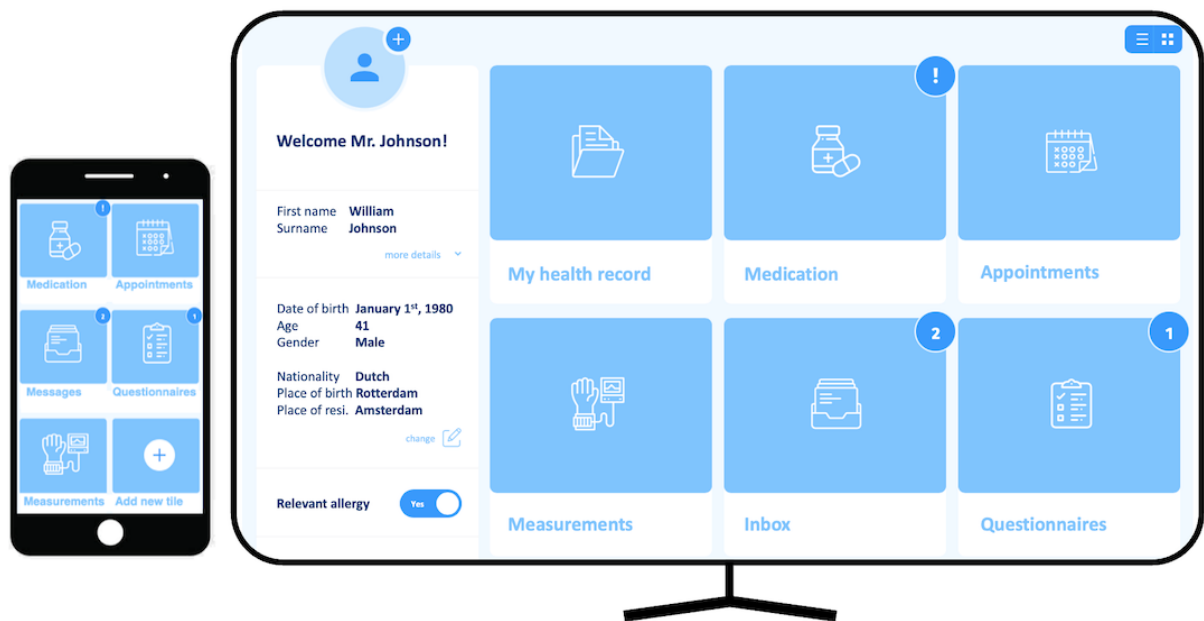 !
Medication Appointments
2 1
Messages Questionnaires
Measurements Add new tile
Welcome Mr. Johnson!
First name William
Surname Johnson
more details
Date of birth January 1st, 1980
Age 41
Gender Male
Nationality Dutch
Place of birth Rotterdam
Place of resi. Amsterdam
change
Relevant allergy Yes
!
My health record Medication Appointments
2 1
Measurements Inbox Questionnaires